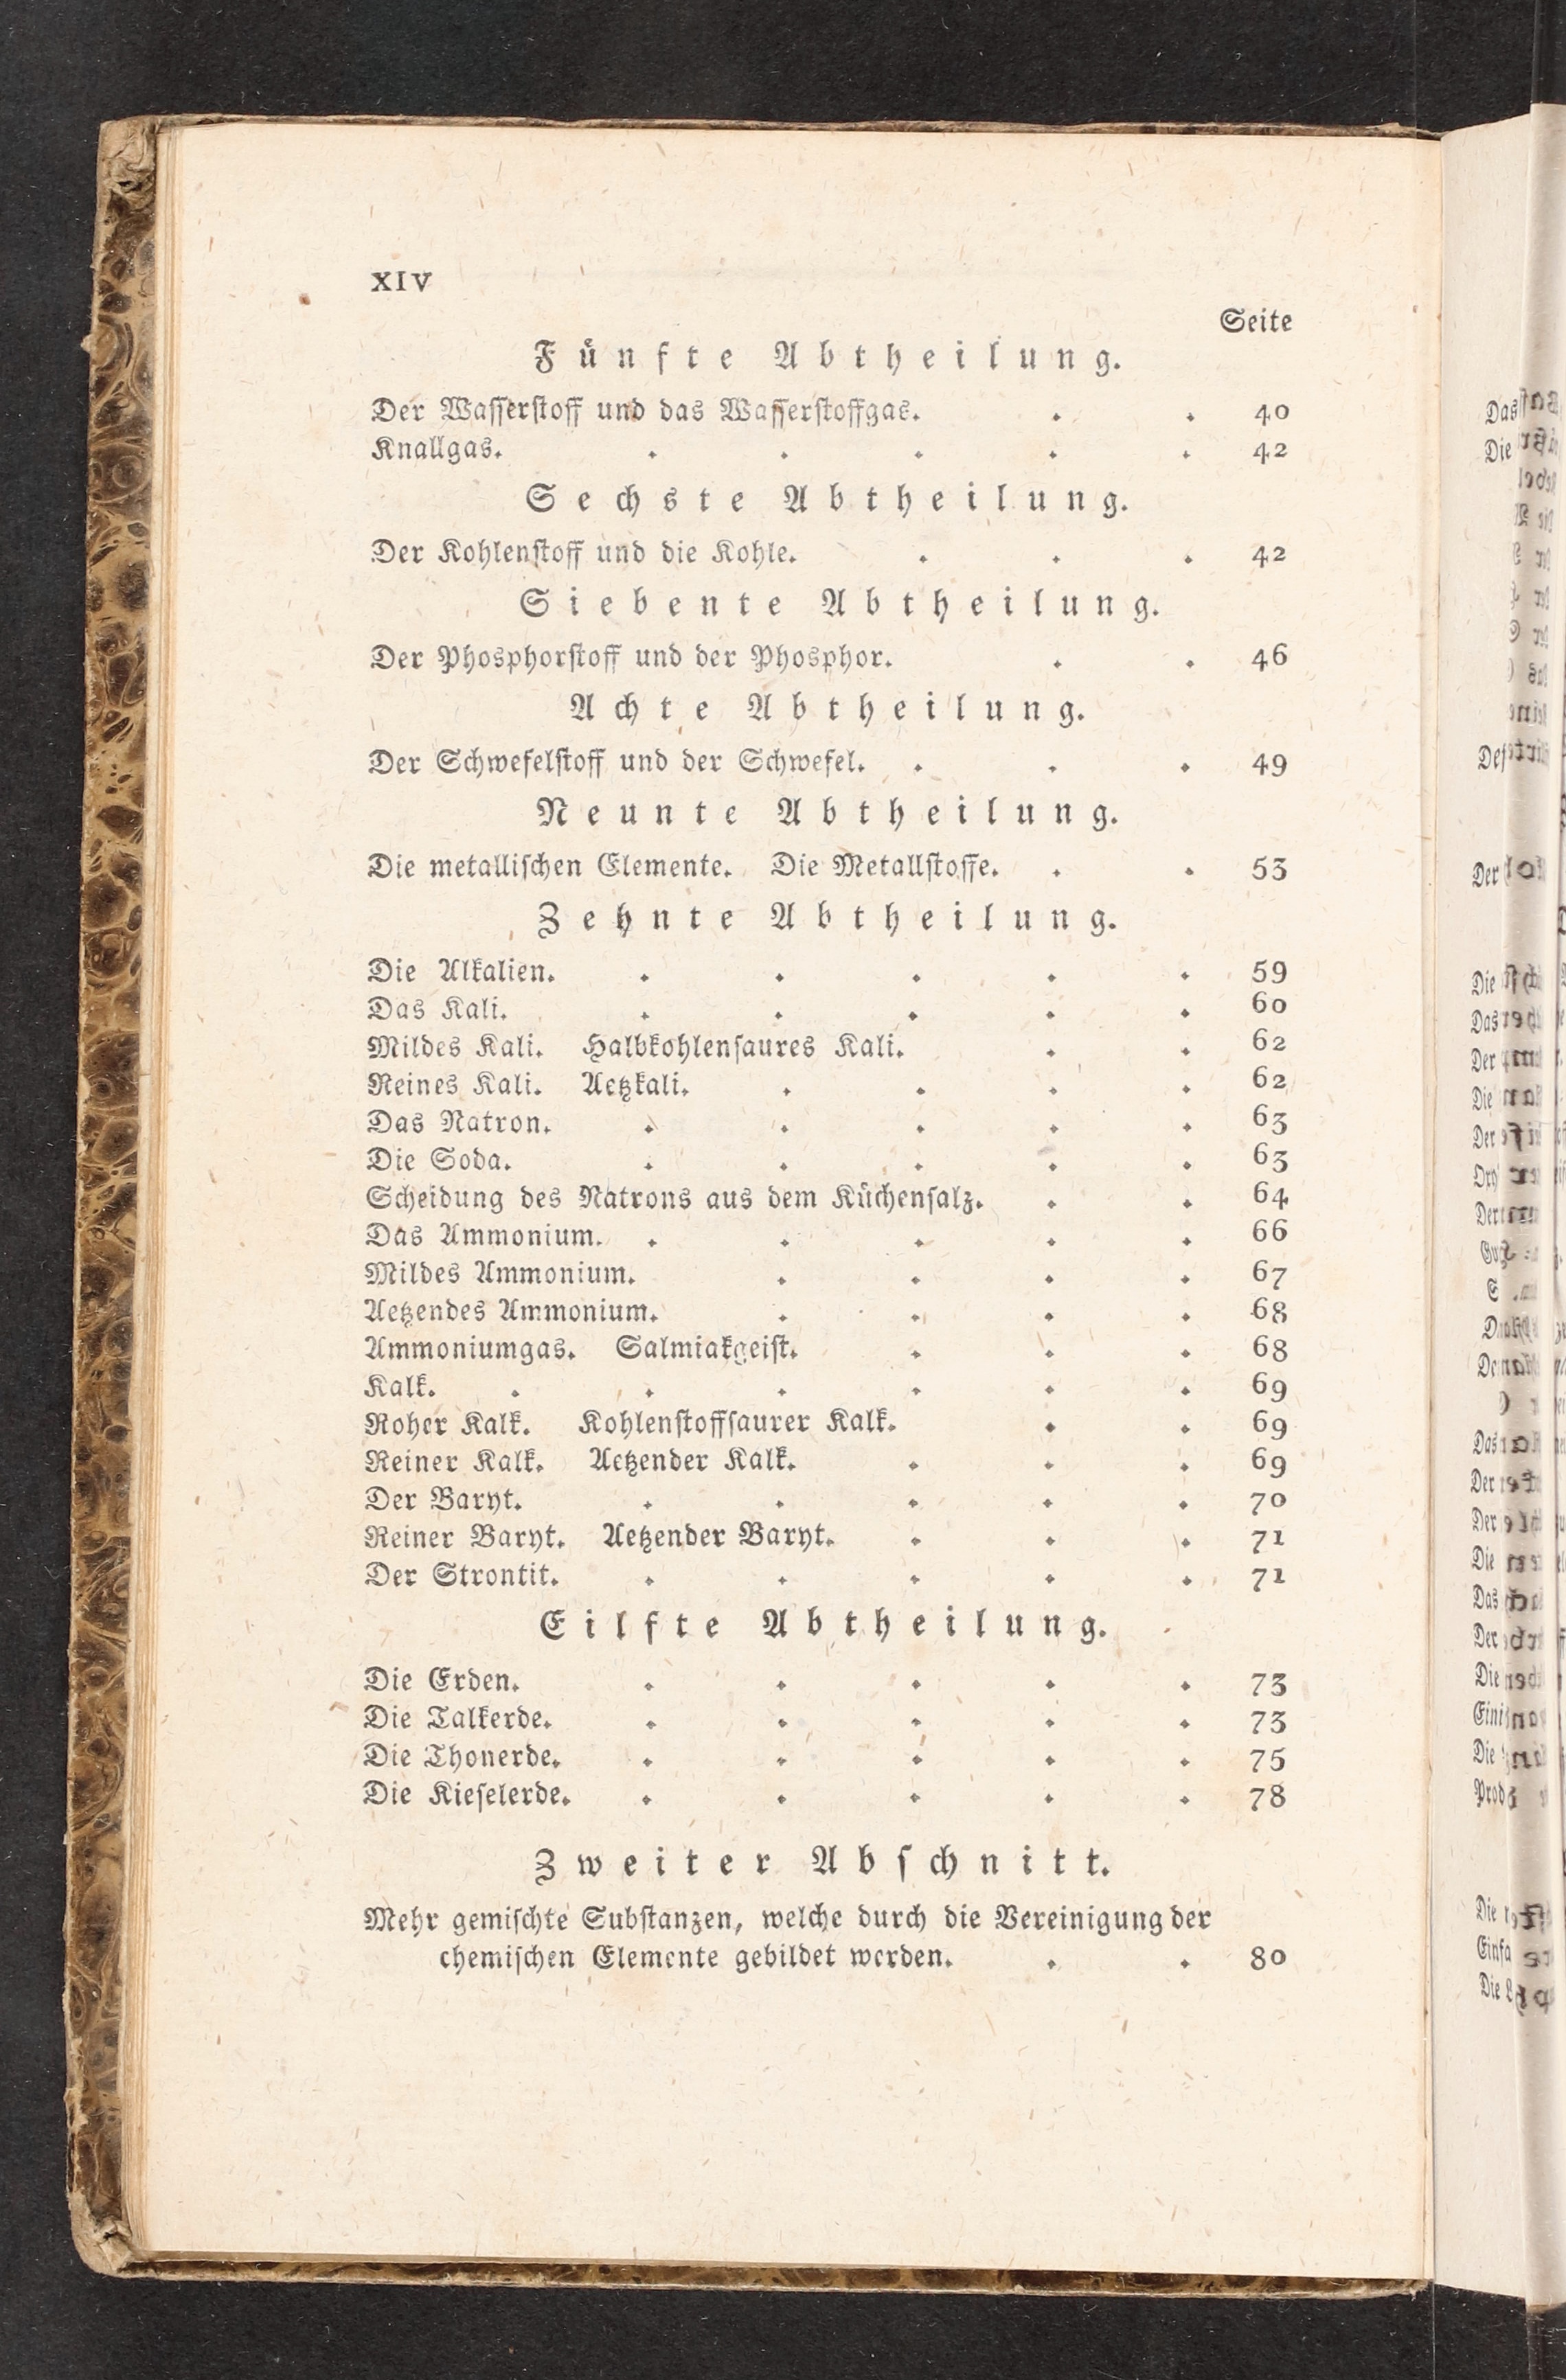 XIV
Seite
Fünfte Abtheilung.
Der Wasserstoff und das Wasserstoffgas. . . 40
Knallgas. . . . . . 42
Sechste Abtheilung.
Der Kohlenstoff und die Kohle. . . . 42
Siebente Abtheilung.
Der Phosphorstoff und der Phosphor. . . 46
Achte Abtheilung.
Der Schwefelstoff und der Schwefel. . . . 49
Neunte Abtheilung.
Die metallischen Elemente. Die Metallstoffe. . . 53
Zehnte Abtheilung.
Die Alkalien. . . . . . 59
Das Kali. . . . . . 60
Mildes Kali. Halbkohlensaures Kali. . . 62
Reines Kali. Aetzkali. . . . . 62
Das Natron. . . . . . 63
Die Soda. . . . . . 63
Scheidung des Natrons aus dem Küchensalz. . . 64
Das Ammonium. . . . . . 66
Mildes Ammonium. . . . . 67
Aetzendes Ammonium. . . . . 68
Ammoniumgas. Salmiakgeist. . . . 68
Kalk. . . . . . . 69
Roher Kalk. Kohlenstoffsaurer Kalk. . . 69
Reiner Kalk. Aetzender Kalk. . . . 69
Der Baryt. . . . . . 70
Reiner Baryt. Aetzender Baryt. . . . 71
Der Strontit. . . . . . 71
Eilfte Abtheilung.
Die Erden. . . . . . 73
Die Talkerde. . . . . . 73
Die Thonerde. . . . . . 75
Die Kieselerde. . . . . . 78
Zweiter Abschnitt.
Mehr gemischte Substanzen, welche durch die Vereinigung der
chemischen Elemente gebildet werden. . . 80